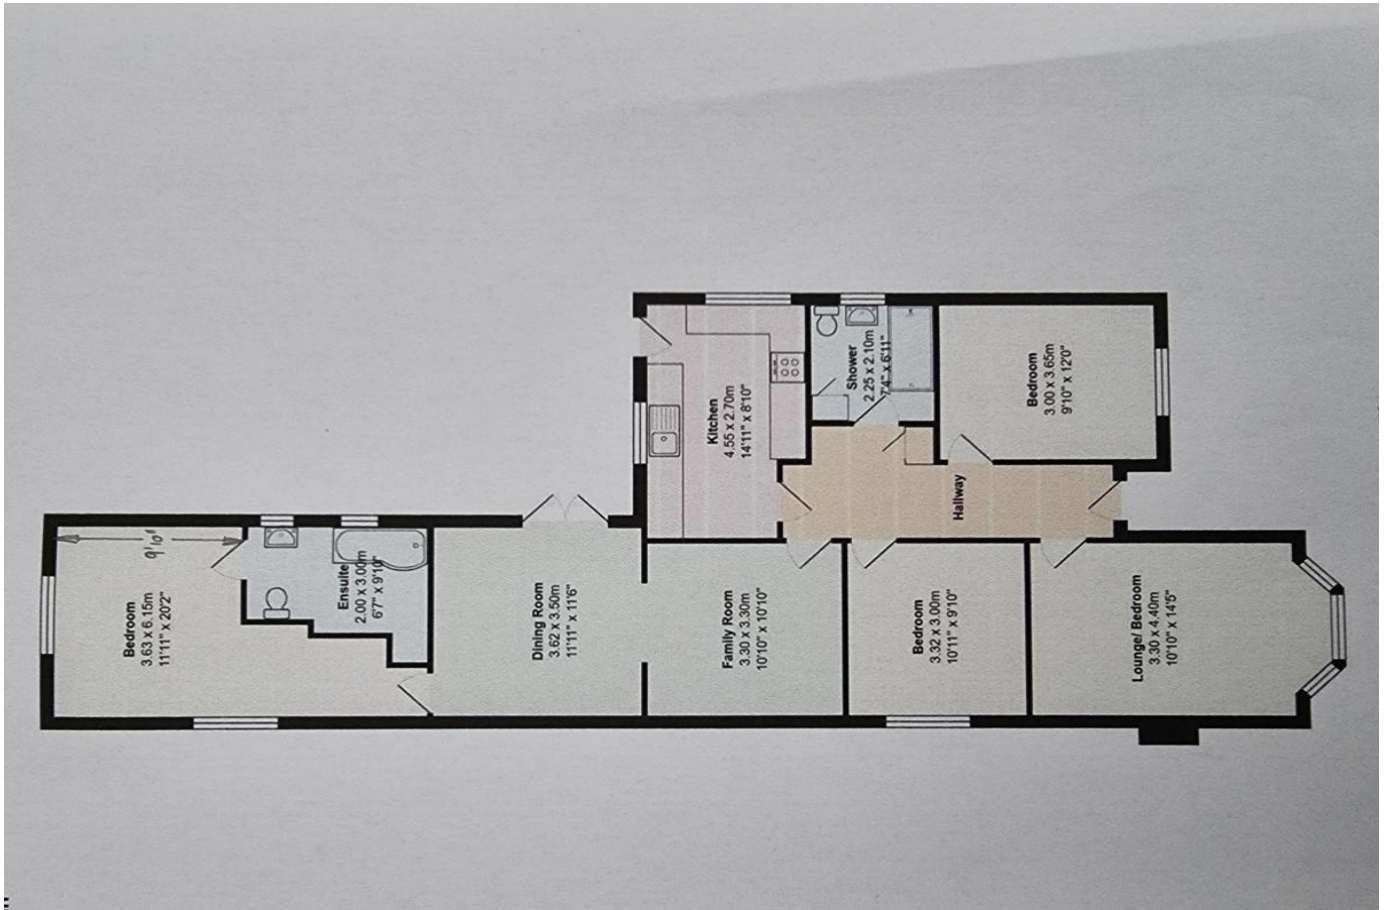 9'10"
Bedroom
3.63 x 6.15m
11'11" x 20'2"
Ensuite
2.00 x 3.00m
6'7" x 9'10"
Dining Room
3.62 x 3.50m
11'11" x 11'6"
Kitchen
4.55 x 2.70m
14'11" x 8'10"
Family Room
3.30 x 3.30m
10'10" x 10'10"
Shower
2.25 x 2.10m
7'4" x 6'11"
Hallway
Bedroom
3.32 x 3.00m
10'11" x 9'10"
Bedroom
3.00 x 3.65m
9'10" x 12'0"
Lounge/ Bedroom
3.30 x 4.40m
10'10" x 14'5"